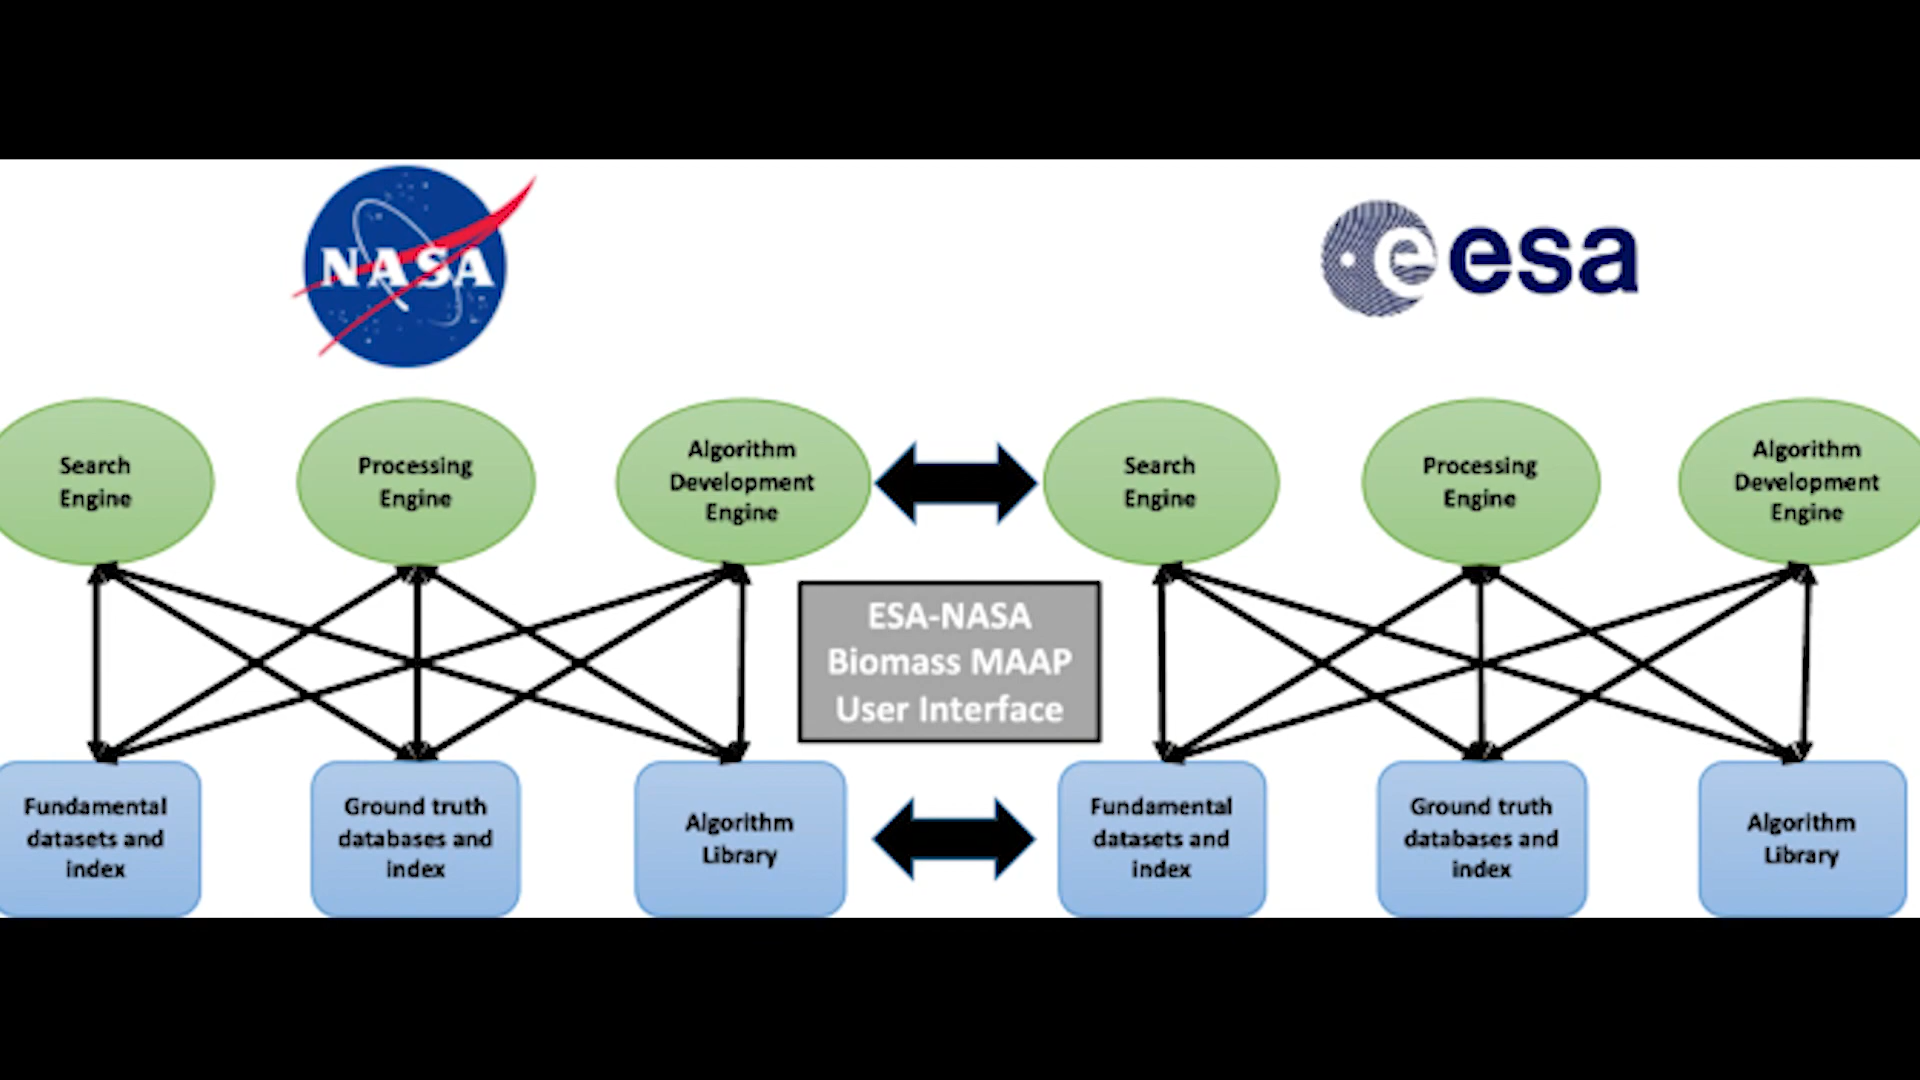 NASA
esa
Search
Engine
Processing
Engine
Algorithm
Development
Engine
Search
Engine
Processing
Engine
Algorithm
Development
Engine
ESA-NASA
Biomass MAAP
User Interface
Fundamental
datasets and
index
Ground truth
databases and
index
Algorithm
Library
Fundamental
datasets and
index
Ground truth
databases and
index
Algorithm
Library